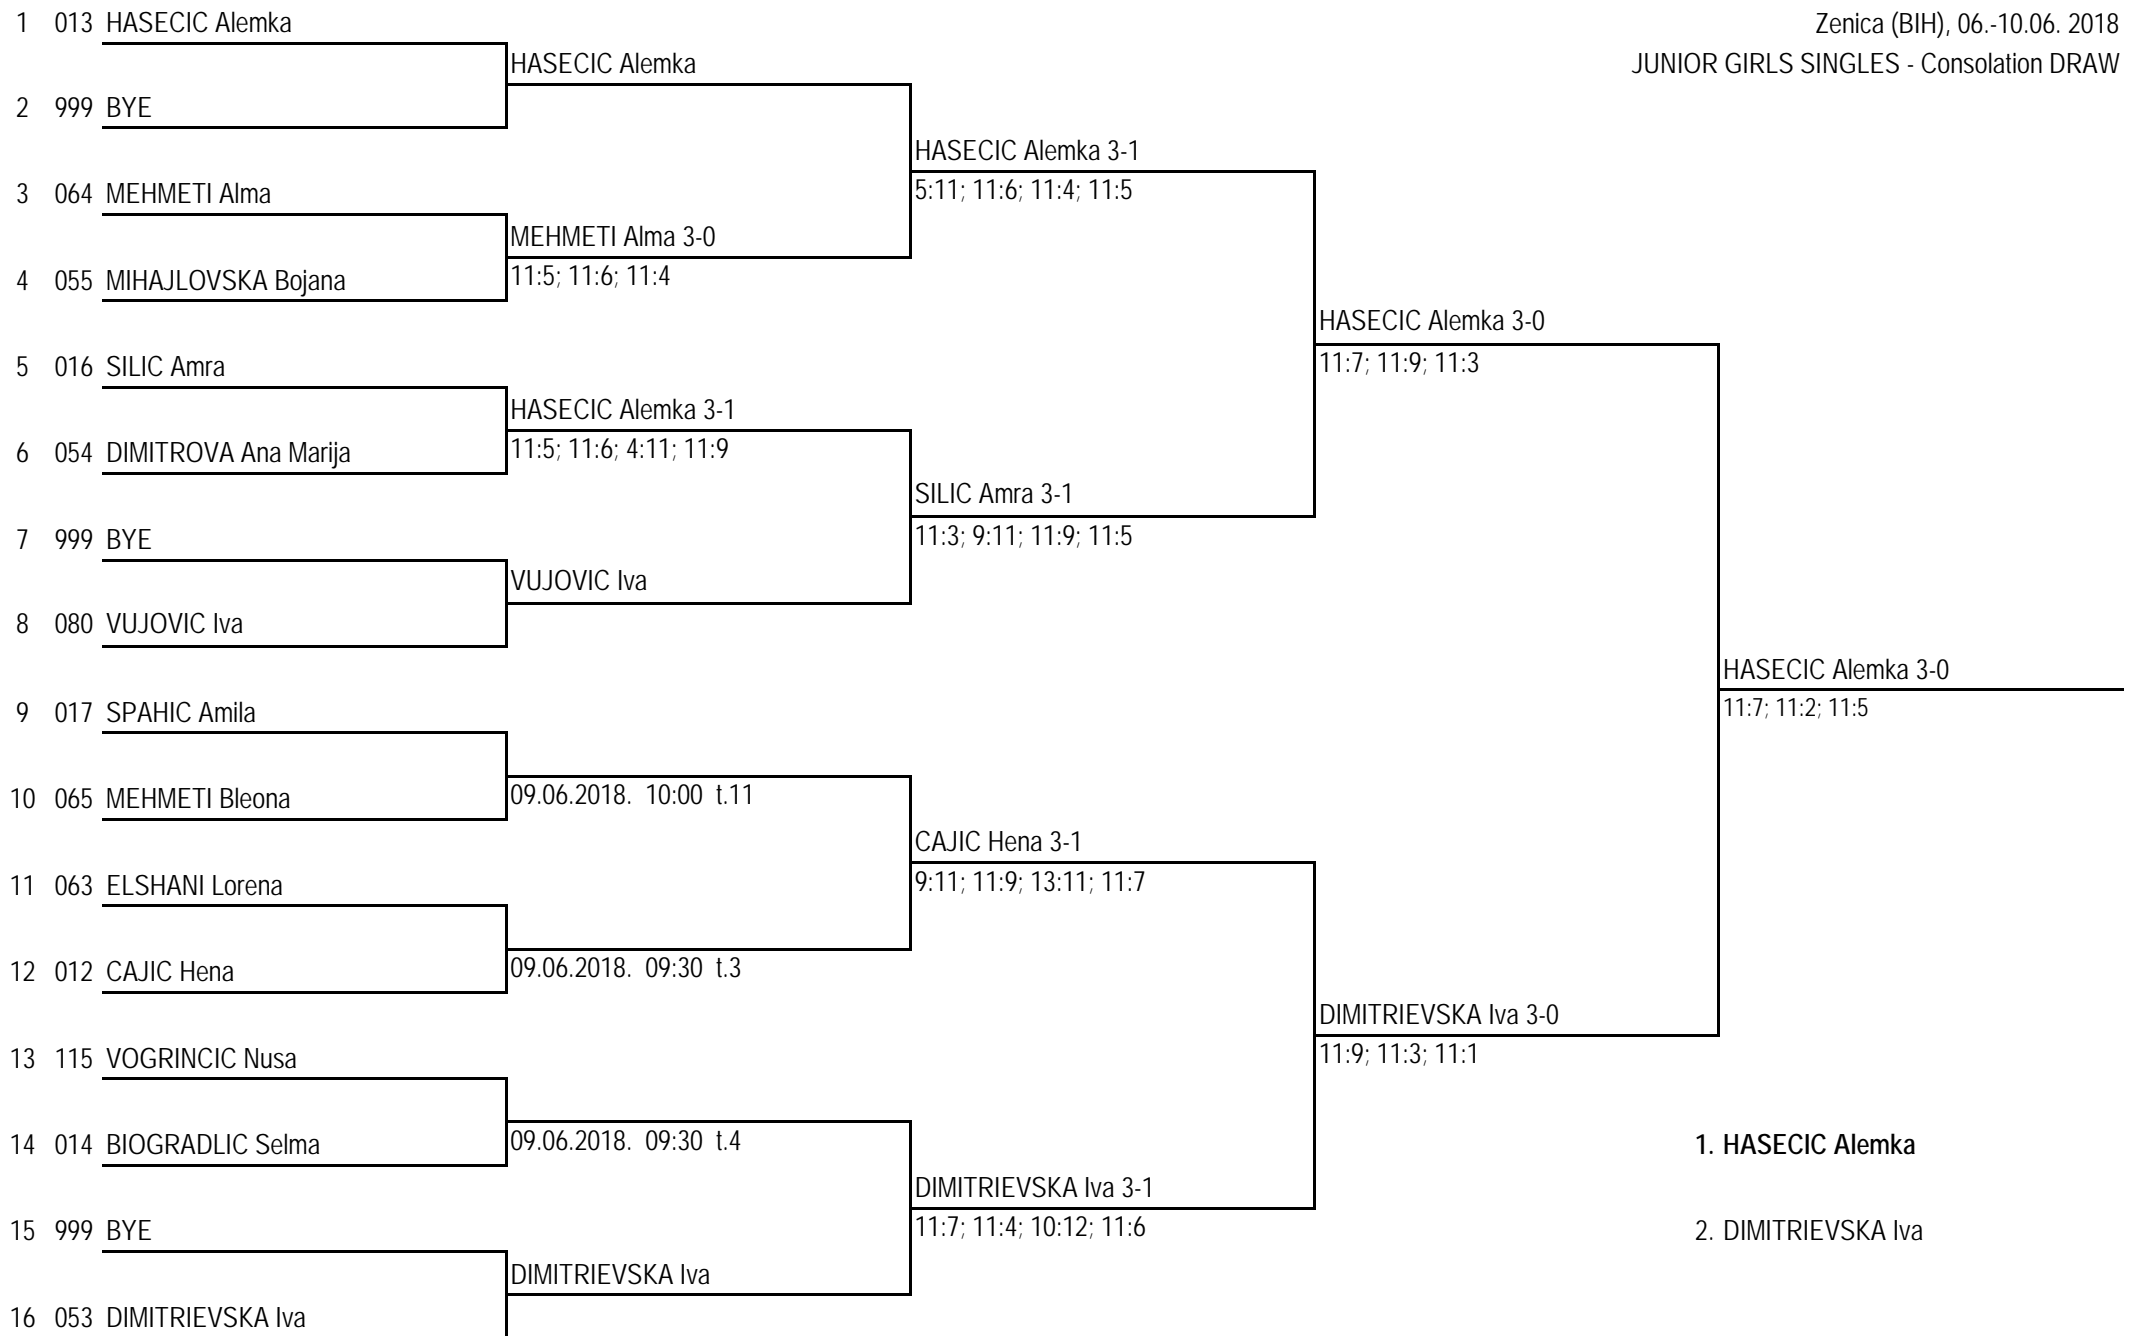 1 013 HASECIC Alemka
Zenica (BIH), 06.-10.06. 2018
HASECIC Alemka
JUNIOR GIRLS SINGLES - Consolation DRAW
2 999 BYE
HASECIC Alemka 3-1
3 064 MEHMETI Alma
5:11; 11:6; 11:4; 11:5
MEHMETI Alma 3-0
4 055 MIHAJLOVSKA Bojana
11:5; 11:6; 11:4
HASECIC Alemka 3-0
5 016 SILIC Amra
11:7; 11:9; 11:3
HASECIC Alemka 3-1
6 054 DIMITROVA Ana Marija
11:5; 11:6; 4:11; 11:9
SILIC Amra 3-1
7 999 BYE
11:3; 9:11; 11:9; 11:5
VUJOVIC Iva
8 080 VUJOVIC Iva
HASECIC Alemka 3-0
9 017 SPAHIC Amila
11:7; 11:2; 11:5
10 065 MEHMETI Bleona
09.06.2018. 10:00 t.11
CAJIC Hena 3-1
11 063 ELSHANI Lorena
9:11; 11:9; 13:11; 11:7
12 012 CAJIC Hena
09.06.2018. 09:30 t.3
DIMITRIEVSKA Iva 3-0
13 115 VOGRINCIC Nusa
11:9; 11:3; 11:1
14 014 BIOGRADLIC Selma
09.06.2018. 09:30 t.4
1. HASECIC Alemka
DIMITRIEVSKA Iva 3-1
15 999 BYE
11:7; 11:4; 10:12; 11:6
2. DIMITRIEVSKA Iva
DIMITRIEVSKA Iva
16 053 DIMITRIEVSKA Iva